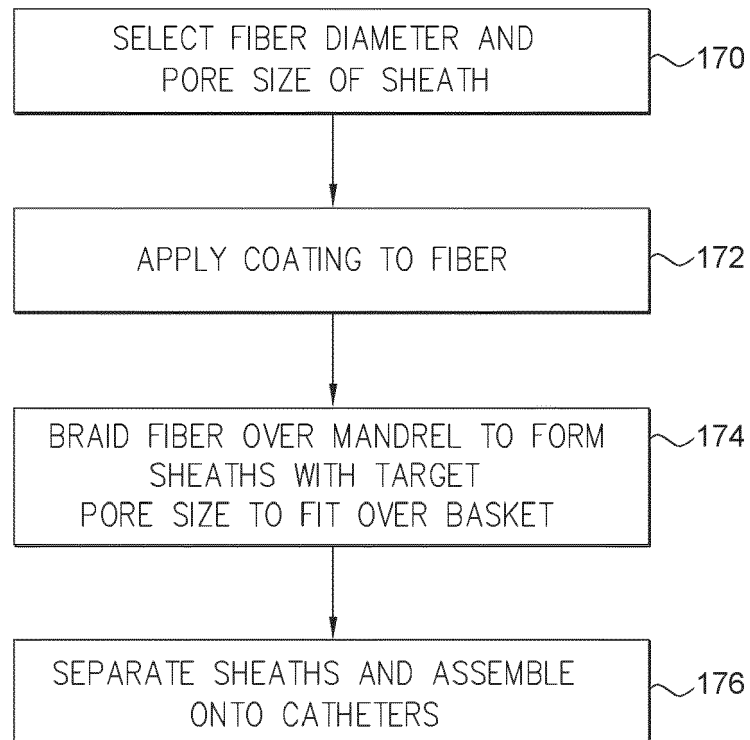 SELECT FIBER DIAMETER AND
PORE SIZE OF SHEATH
170
APPLY COATING TO FIBER
172
BRAID FIBER OVER MANDREL TO FORM
SHEATHS WITH TARGET
PORE SIZE TO FIT OVER BASKET
174
SEPARATE SHEATHS AND ASSEMBLE
ONTO CATHETERS
176